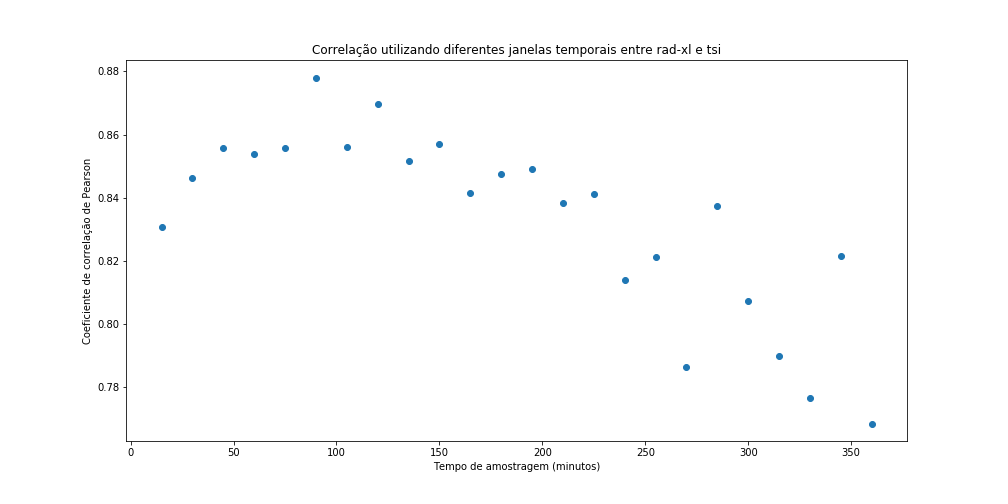 Correlação utilizando diferentes janelas temporais entre rad-xl e tsi
Coeficiente de correlação de Pearson
0.88
0.86
0.84
0.82
0.80
0.78
0 50 100 150 200 250 300 350
Tempo de amostragem (minutos)